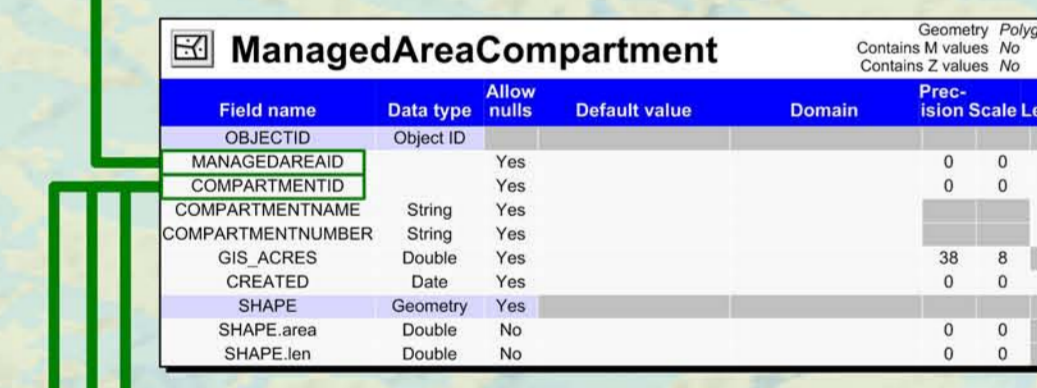 ManagedAreaCompartment
Geometry
Contains M values No
Contains Z values No
Field name Data type Allow nulls Default value Domain Prec-ision Scale
OBJECTID Object ID
MANAGEDAREAID Yes 0 0
COMPARTMENTID Yes 0 0
COMPARTMENTNAME String Yes
COMPARTMENTNUMBER String Yes
GIS_ACRES Double Yes 38 8
CREATED Date Yes 0 0
SHAPE Geometry Yes
SHAPE.area Double No 0 0
SHAPE.len Double No 0 0